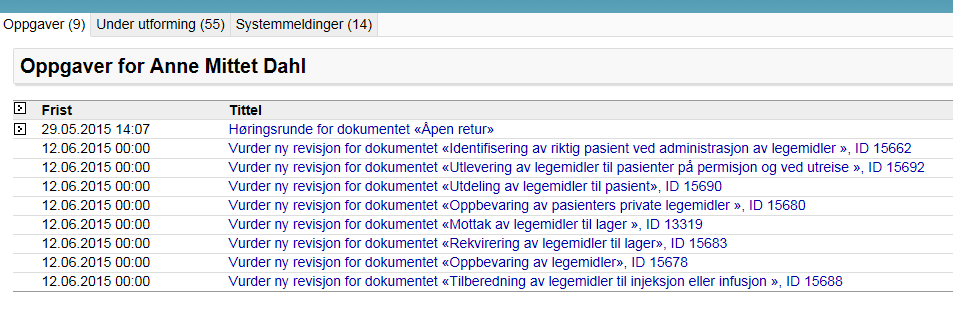 Oppgaver (9) Under utforming (55) Systemmeldinger (14)
Oppgaver for Anne Mittet Dahl
Frist Tittel
29.05.2015 14:07 Høringsrunde for dokumentet «Åpen retur»
12.06.2015 00:00 Vurder ny revisjon for dokumentet «Identifisering av riktig pasient ved administrasjon av legemidler », ID 15662
12.06.2015 00:00 Vurder ny revisjon for dokumentet «Utlevering av legemidler til pasienter på permisjon og ved utreise », ID 15692
12.06.2015 00:00 Vurder ny revisjon for dokumentet «Utdeling av legemidler til pasient», ID 15690
12.06.2015 00:00 Vurder ny revisjon for dokumentet «Oppbevaring av pasienters private legemidler », ID 15680
12.06.2015 00:00 Vurder ny revisjon for dokumentet «Mottak av legemidler til lager », ID 13319
12.06.2015 00:00 Vurder ny revisjon for dokumentet «Rekvirering av legemidler til lager», ID 15683
12.06.2015 00:00 Vurder ny revisjon for dokumentet «Oppbevaring av legemidler», ID 15678
12.06.2015 00:00 Vurder ny revisjon for dokumentet «Tilberedning av legemidler til injeksjon eller infusjon », ID 15688